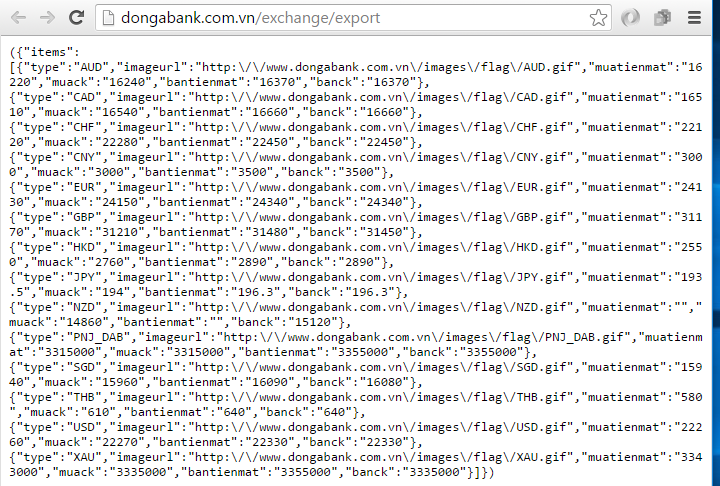 dongabank.com.vn/exchange/export
({"items":
[{"type":"AUD","imageurl":"http:\/\/www.dongabank.com.vn\/images\/flag\/AUD.gif","muatienmat":"16
220","muack":"16240","bantienmat":"16370","banck":"16370"},
{"type":"CAD","imageurl":"http:\/\/www.dongabank.com.vn\/images\/flag\/CAD.gif","muatienmat":"165
10","muack":"16540","bantienmat":"16660","banck":"16660"},
{"type":"CHF","imageurl":"http:\/\/www.dongabank.com.vn\/images\/flag\/CHF.gif","muatienmat":"221
20","muack":"22280","bantienmat":"22450","banck":"22450"},
{"type":"CNY","imageurl":"http:\/\/www.dongabank.com.vn\/images\/flag\/CNY.gif","muatienmat":"300
0","muack":"3000","bantienmat":"3500","banck":"3500"},
{"type":"EUR","imageurl":"http:\/\/www.dongabank.com.vn\/images\/flag\/EUR.gif","muatienmat":"241
30","muack":"24150","bantienmat":"24340","banck":"24340"},
{"type":"GBP","imageurl":"http:\/\/www.dongabank.com.vn\/images\/flag\/GBP.gif","muatienmat":"311
70","muack":"31210","bantienmat":"31480","banck":"31450"},
{"type":"HKD","imageurl":"http:\/\/www.dongabank.com.vn\/images\/flag\/HKD.gif","muatienmat":"255
0","muack":"2760","bantienmat":"2890","banck":"2890"},
{"type":"JPY","imageurl":"http:\/\/www.dongabank.com.vn\/images\/flag\/JPY.gif","muatienmat":"193
.5","muack":"194","bantienmat":"196.3","banck":"196.3"},
{"type":"NZD","imageurl":"http:\/\/www.dongabank.com.vn\/images\/flag\/NZD.gif","muatienmat":"","
muack":"14860","bantienmat":"","banck":"15120"},
{"type":"PNJ_DAB","imageurl":"http:\/\/www.dongabank.com.vn\/images\/flag\/PNJ_DAB.gif","muatienm
at":"3315000","muack":"3315000","bantienmat":"3355000","banck":"3355000"},
{"type":"SGD","imageurl":"http:\/\/www.dongabank.com.vn\/images\/flag\/SGD.gif","muatienmat":"159
40","muack":"15960","bantienmat":"16090","banck":"16080"},
{"type":"THB","imageurl":"http:\/\/www.dongabank.com.vn\/images\/flag\/THB.gif","muatienmat":"580
","muack":"610","bantienmat":"640","banck":"640"},
{"type":"USD","imageurl":"http:\/\/www.dongabank.com.vn\/images\/flag\/USD.gif","muatienmat":"222
60","muack":"22270","bantienmat":"22330","banck":"22330"},
{"type":"XAU","imageurl":"http:\/\/www.dongabank.com.vn\/images\/flag\/XAU.gif","muatienmat":"334
3000","muack":"3335000","bantienmat":"3355000","banck":"3335000"}]})